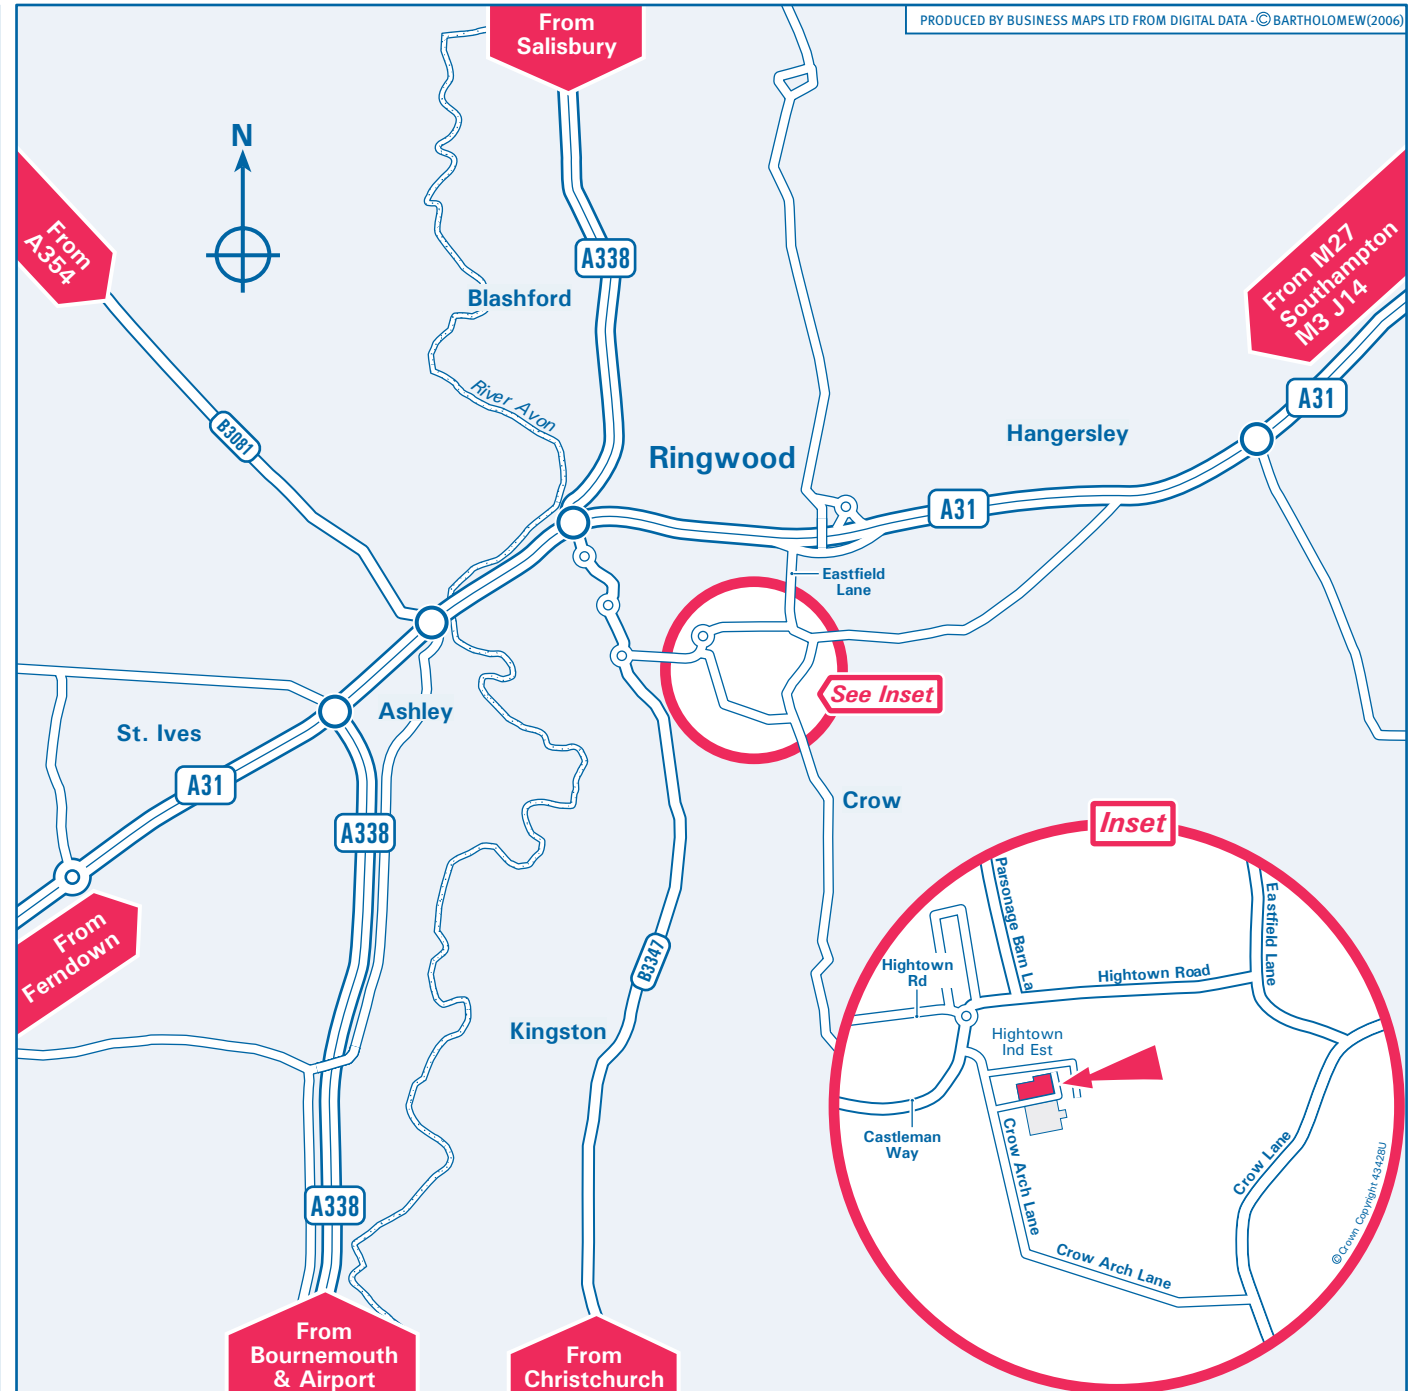 PRODUCED BY BUSINESS MAPS LTD FROM DIGITAL DATA - © BARTHOLOMEW(2006)
From
Salisbury
N
From
A354
From M27
Southampton
M3 J14
A338
Blashford
River Avon
A31
B3081
Hangersley
Ringwood
A31
Eastfield
Lane
See Inset
Ashley
St. Ives
A31
A338
Crow
From
Ferndown
B3347
Kingston
A338
From
Bournemouth
& Airport
From
Christchurch
Inset
Parsonage Barn La
Eastfield Lane
Hightown
Rd
Hightown Road
Hightown
Ind Est
Castleman
Way
Crow Arch Lane
Crow Lane
Crow Arch Lane
© Crown Copyright 43428U